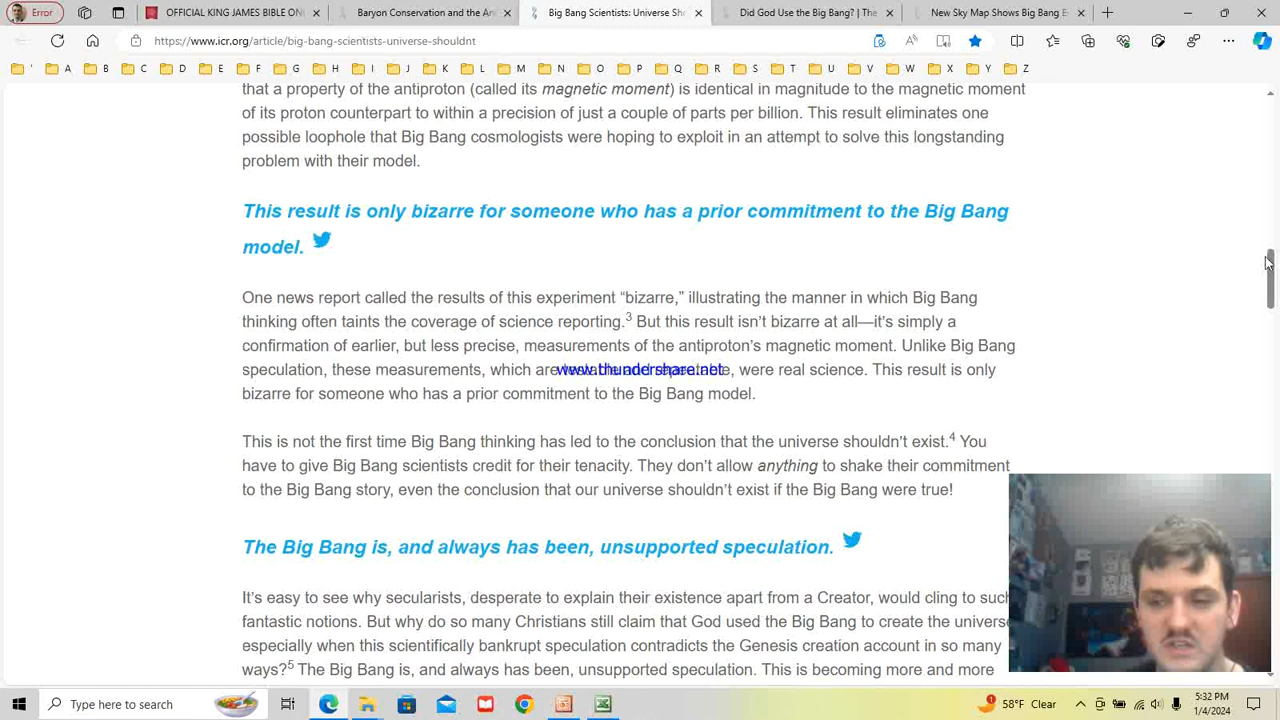 Error
OFFICIAL KING JAMES BIBLE ONL
Baryon Conservation and the Ant
Big Bang Scientists: Universe Sho
Did God Use the Big Bang? | The
New Sky Map Shows Big Bang E
https://www.icr.org/article/big-bang-scientists-universe-shouldnt
' A B C D E F G H I J K L M N O P Q R S T U V W X Y Z
that a property of the antiproton (called its magnetic moment) is identical in magnitude to the magnetic moment
of its proton counterpart to within a precision of just a couple of parts per billion. This result eliminates one
possible loophole that Big Bang cosmologists were hoping to exploit in an attempt to solve this longstanding
problem with their model.
This result is only bizarre for someone who has a prior commitment to the Big Bang
model.
One news report called the results of this experiment “bizarre,” illustrating the manner in which Big Bang
thinking often taints the coverage of science reporting.3 But this result isn’t bizarre at all—it’s simply a
confirmation of earlier, but less precise, measurements of the antiproton’s magnetic moment. Unlike Big Bang
speculation, these measurements, which are www.thundershare.net, were real science. This result is only
bizarre for someone who has a prior commitment to the Big Bang model.
This is not the first time Big Bang thinking has led to the conclusion that the universe shouldn’t exist.4 You
have to give Big Bang scientists credit for their tenacity. They don’t allow anything to shake their commitment
to the Big Bang story, even the conclusion that our universe shouldn’t exist if the Big Bang were true!
The Big Bang is, and always has been, unsupported speculation.
It’s easy to see why secularists, desperate to explain their existence apart from a Creator, would cling to such
fantastic notions. But why do so many Christians still claim that God used the Big Bang to create the universe
especially when this scientifically bankrupt speculation contradicts the Genesis creation account in so many
ways?5 The Big Bang is, and always has been, unsupported speculation. This is becoming more and more
Type here to search
58°F Clear
5:32 PM
1/4/2024